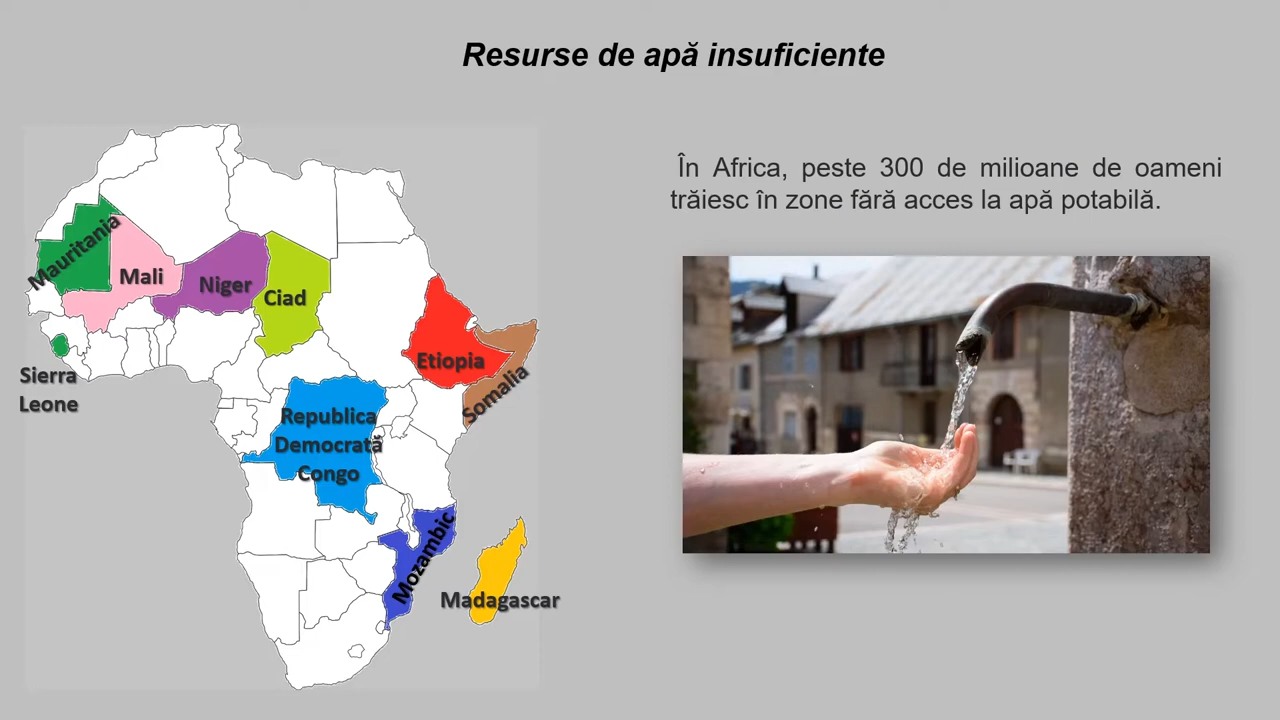 Resurse de apă insuficiente
În Africa, peste 300 de milioane de oameni
trăiesc în zone fără acces la apă potabilă.
Mauritania
Mali
Niger
Ciad
Etiopia
Somalia
Sierra
Leone
Republica
Democrată
Congo
Mozambic
Madagascar